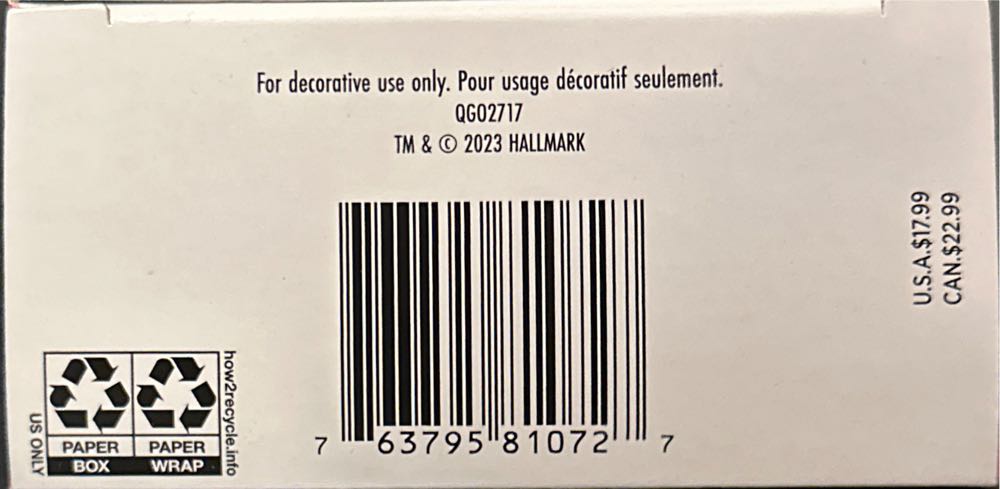 For decorative use only. Pour usage décoratif seulement.
QGO2717
TM & © 2023 HALLMARK
U.S.A.$17.99
CAN.$22.99
how2recycle.info
US ONLY
PAPER PAPER
BOX WRAP
7 63795 81072 7